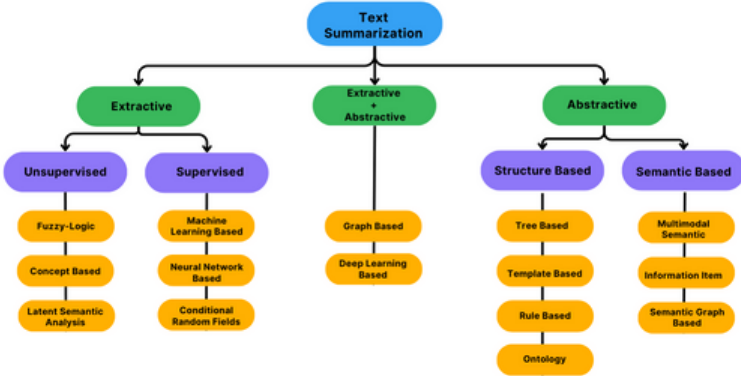 Text
Summarization
Extractive
Extractive
+
Abstractive
Abstractive
Unsupervised
Supervised
Structure Based
Semantic Based
Fuzzy-Logic
Concept Based
Latent Semantic
Analysis
Machine
Learning Based
Neural Network
Based
Conditional
Random Fields
Graph Based
Deep Learning
Based
Tree Based
Template Based
Rule Based
Ontology
Multimodal
Semantic
Information Item
Semantic Graph
Based